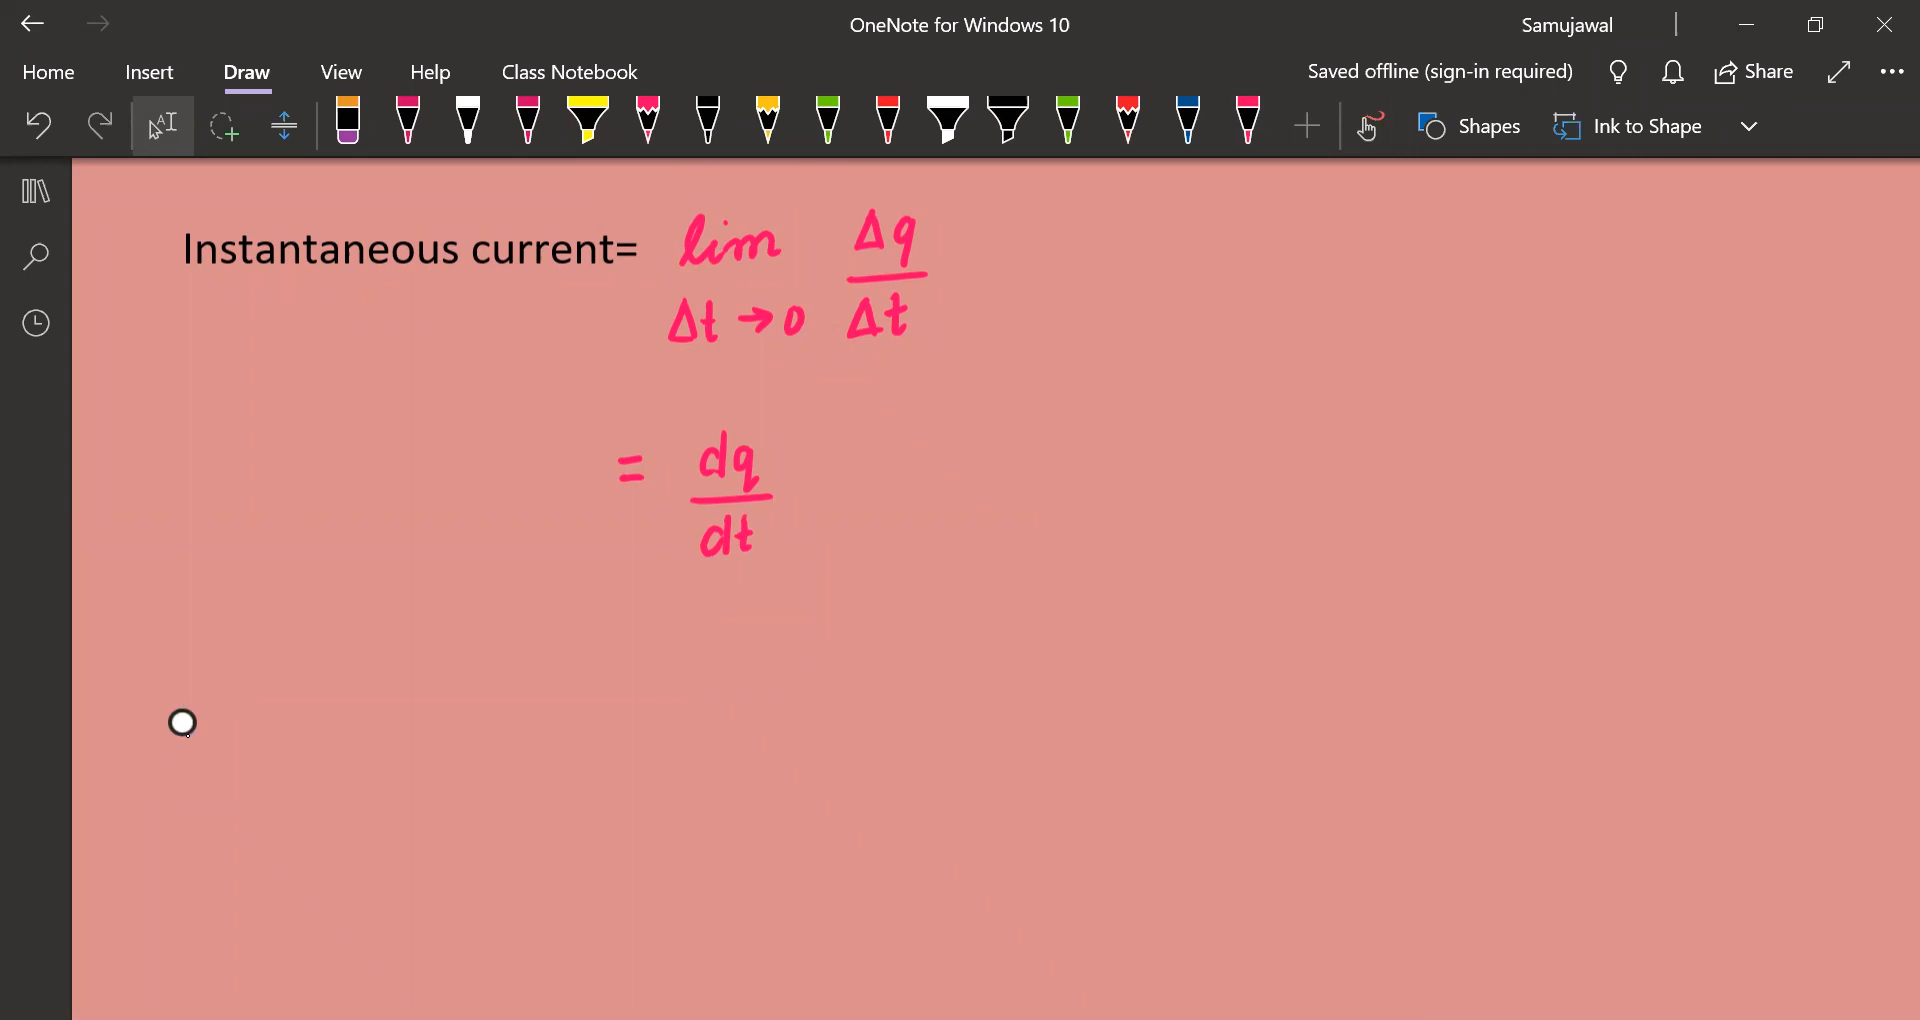 OneNote for Windows 10
Samujawal
Home Insert Draw View Help Class Notebook
Saved offline (sign-in required) Share
Shapes Ink to Shape
Instantaneous current= lim Δq
Δt → 0 Δt
= dq
dt